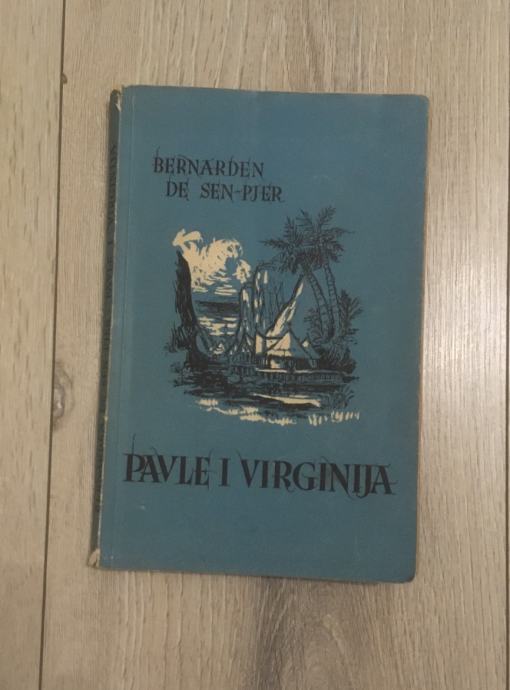 BERNARDEN
DE SEN-PJER
PAVLE I VIRGINIJA